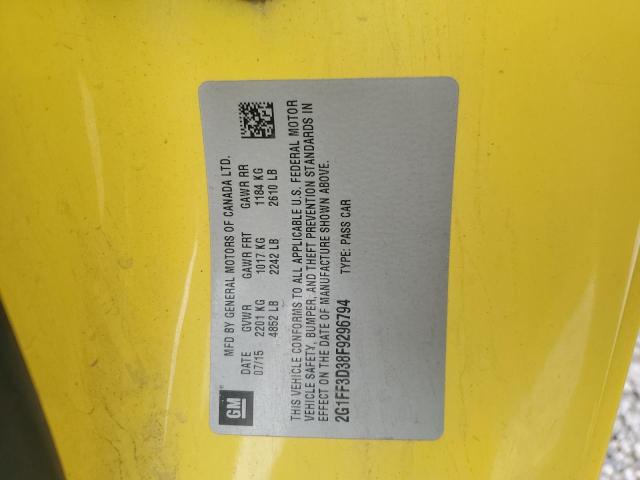 GM
MFD BY GENERAL MOTORS OF CANADA LTD.
DATE GVWR GAWR FRT GAWR RR
07/15 2201 KG 1017 KG 1184 KG
4852 LB 2242 LB 2610 LB
THIS VEHICLE CONFORMS TO ALL APPLICABLE U.S. FEDERAL MOTOR
VEHICLE SAFETY, BUMPER, AND THEFT PREVENTION STANDARDS IN
EFFECT ON THE DATE OF MANUFACTURE SHOWN ABOVE.
2G1FF3D38F9296794 TYPE: PASS CAR